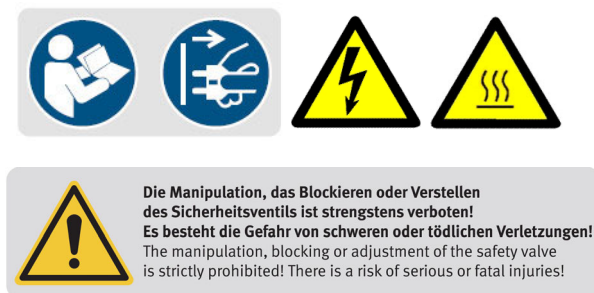 Die Manipulation, das Blockieren oder Verstellen
des Sicherheitsventils ist strengstens verboten!
Es besteht die Gefahr von schweren oder tödlichen Verletzungen!
The manipulation, blocking or adjustment of the safety valve
is strictly prohibited! There is a risk of serious or fatal injuries!